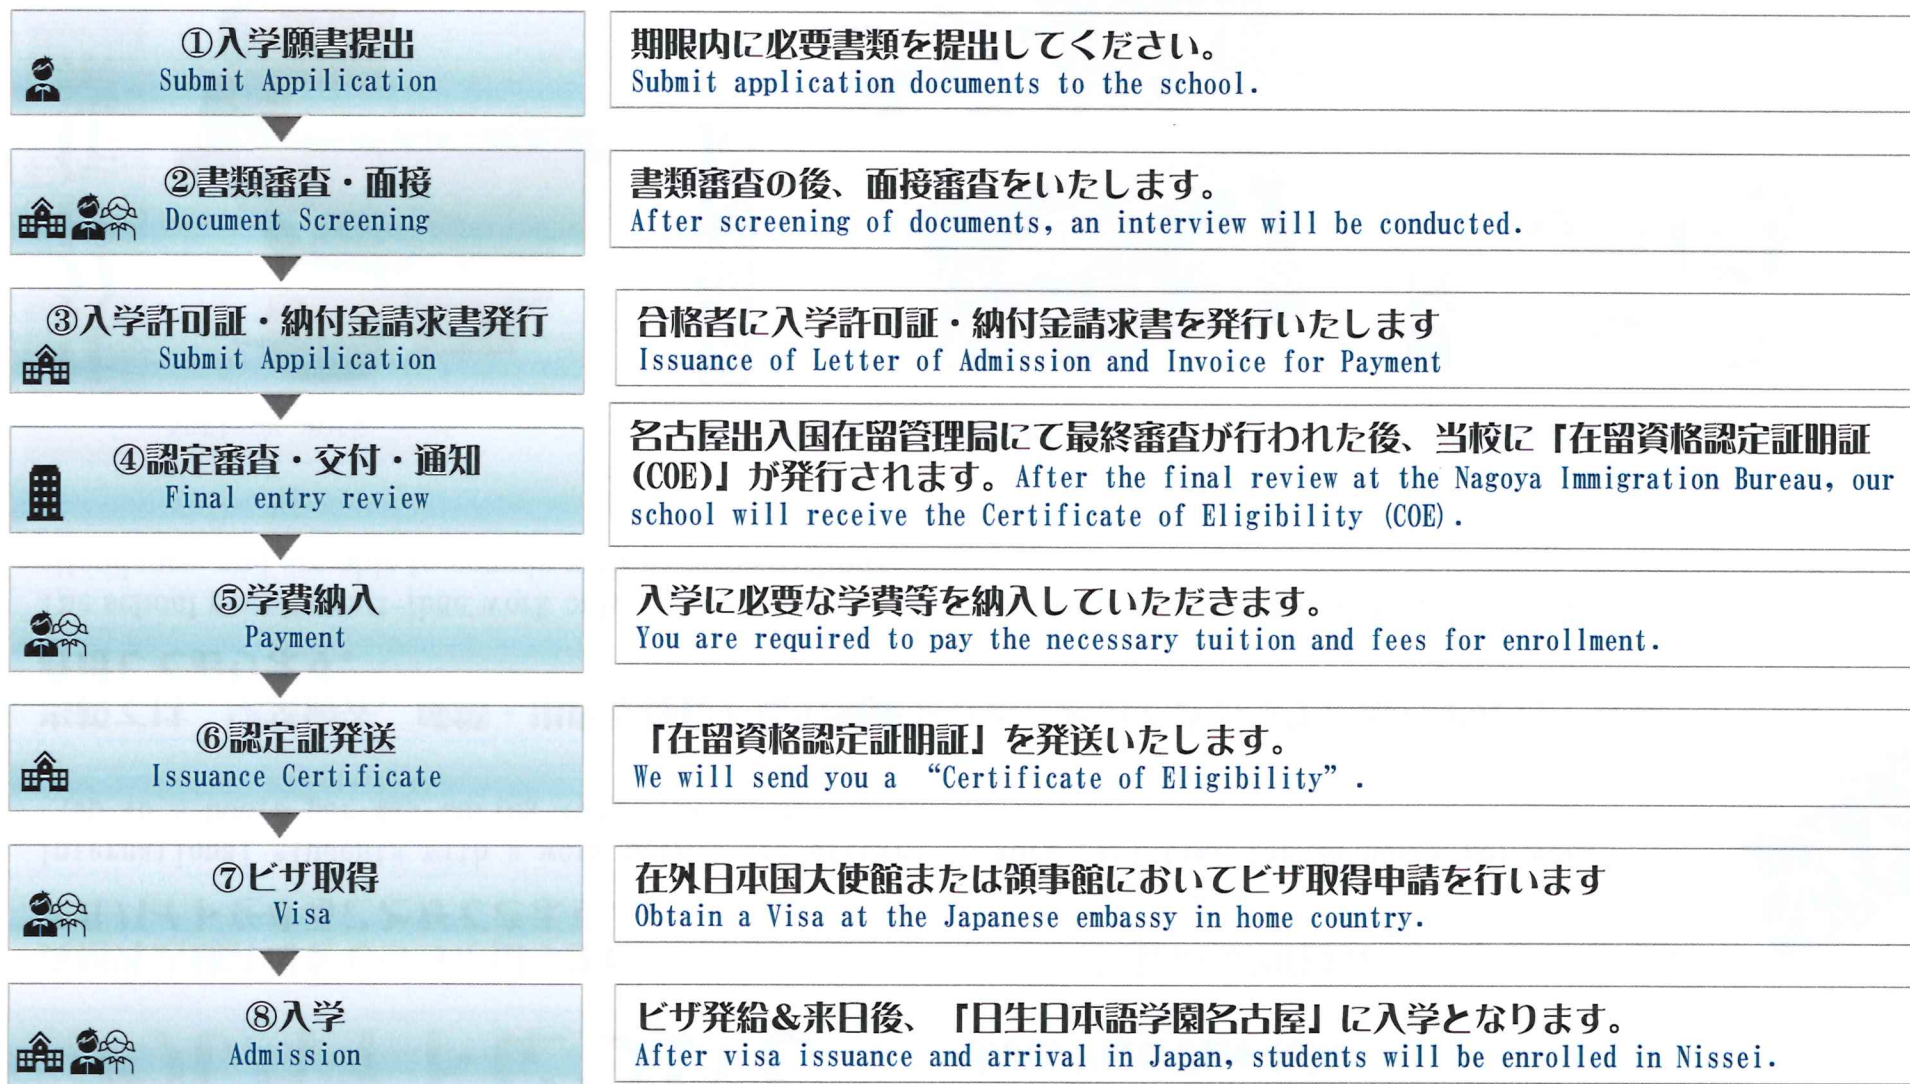 ①入学願書提出
Submit Appilication
期限内に必要書類を提出してください。
Submit application documents to the school.
②書類審査・面接
Document Screening
書類審査の後、面接審査をいたします。
After screening of documents, an interview will be conducted.
③入学許可証・納付金請求書発行
Submit Appilication
合格者に入学許可証・納付金請求書を発行いたします
Issuance of Letter of Admission and Invoice for Payment
④認定審査・交付・通知
Final entry review
名古屋出入国在留管理局にて最終審査が行われた後、当校に『在留資格認定証明証
(COE)』が発行されます。After the final review at the Nagoya Immigration Bureau, our
school will receive the Certificate of Eligibility (COE).
⑤学費納入
Payment
入学に必要な学費等を納入していただきます。
You are required to pay the necessary tuition and fees for enrollment.
⑥認定証発送
Issuance Certificate
『在留資格認定証明証』を発送いたします。
We will send you a “Certificate of Eligibility”.
⑦ビザ取得
Visa
在外日本国大使館または領事館においてビザ取得申請を行います
Obtain a Visa at the Japanese embassy in home country.
⑧入学
Admission
ビザ発給&来日後、『日生日本語学園名古屋』に入学となります。
After visa issuance and arrival in Japan, students will be enrolled in Nissei.